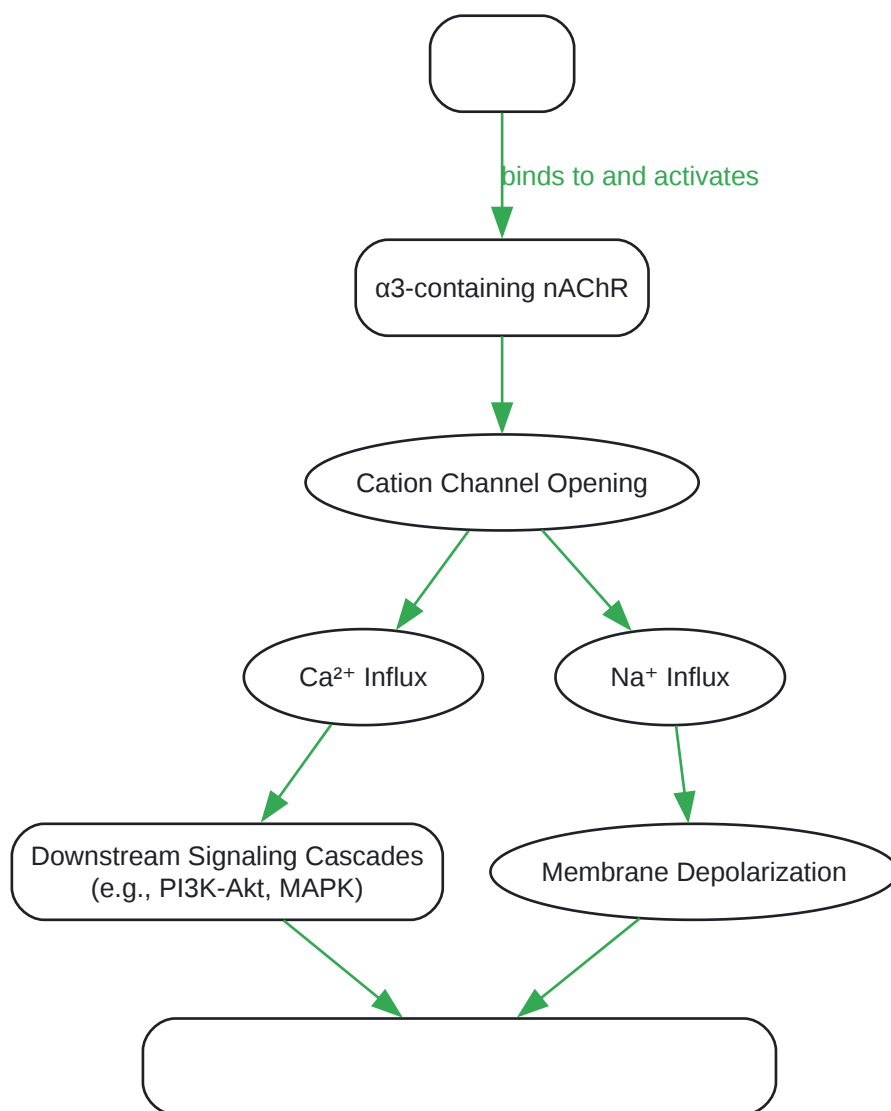 binds to and activates
α3-containing nAChR
Cation Channel Opening
Ca²⁺ Influx
Na⁺ Influx
Downstream Signaling Cascades
(e.g., PI3K-Akt, MAPK)
Membrane Depolarization